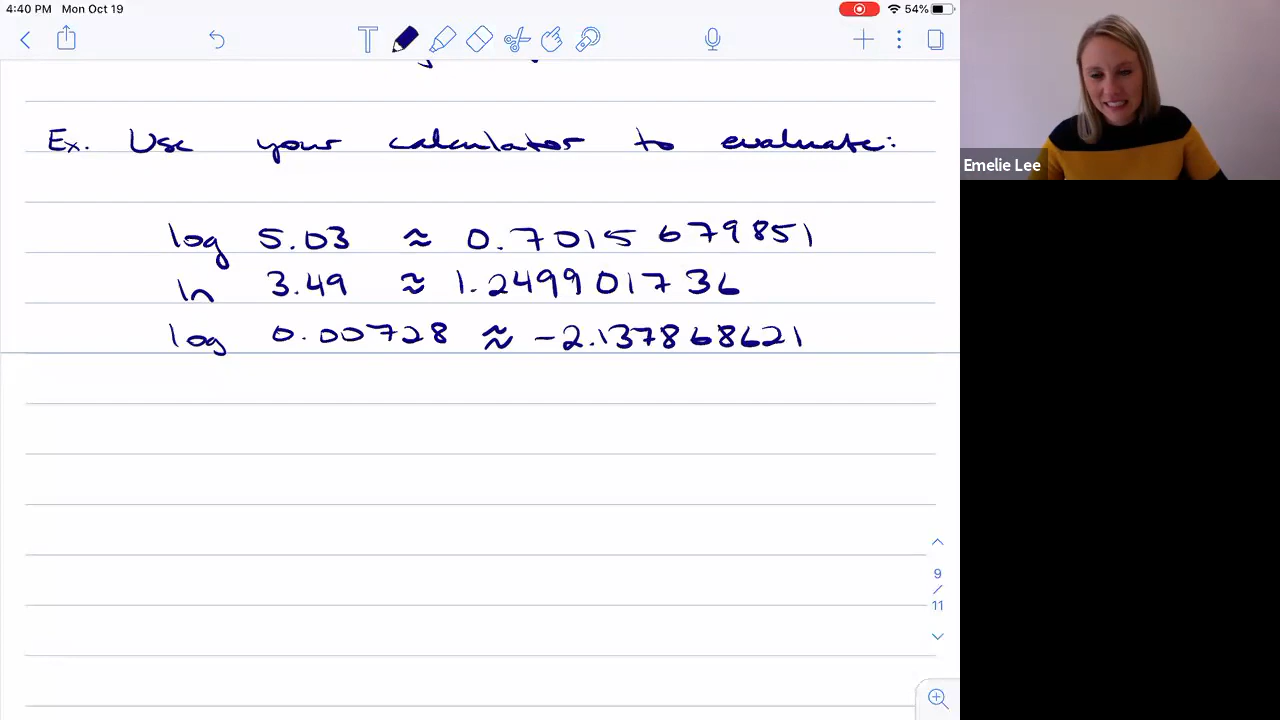 4:40 PM Mon Oct 19
54%
T
Ex. Use your calculator to evaluate:
log 5.03 ≈ 0.7015679851
ln 3.49 ≈ 1.249901736
log 0.00728 ≈ -2.137868621
9
/
11
Emelie Lee